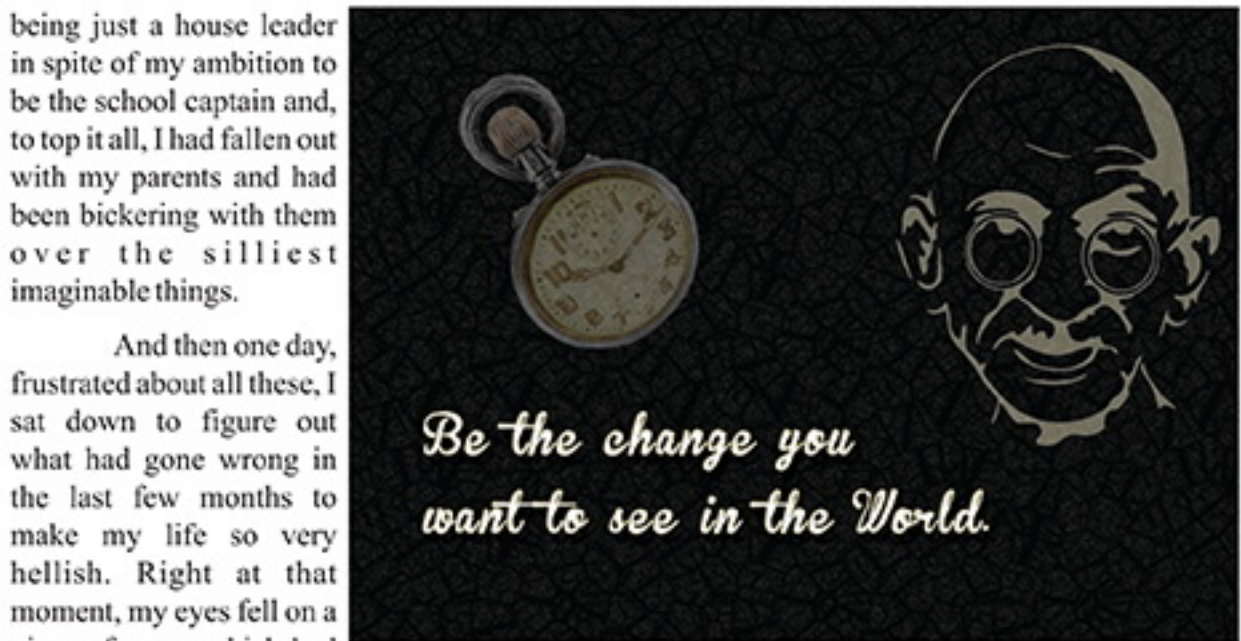 being just a house leader
in spite of my ambition to
be the school captain and,
to top it all, I had fallen out
with my parents and had
been bickering with them
over the silliest
imaginable things.
And then one day,
frustrated about all these, I
sat down to figure out
what had gone wrong in
the last few months to
make my life so very
hellish. Right at that
moment, my eyes fell on a
Be the change you
want to see in the World.